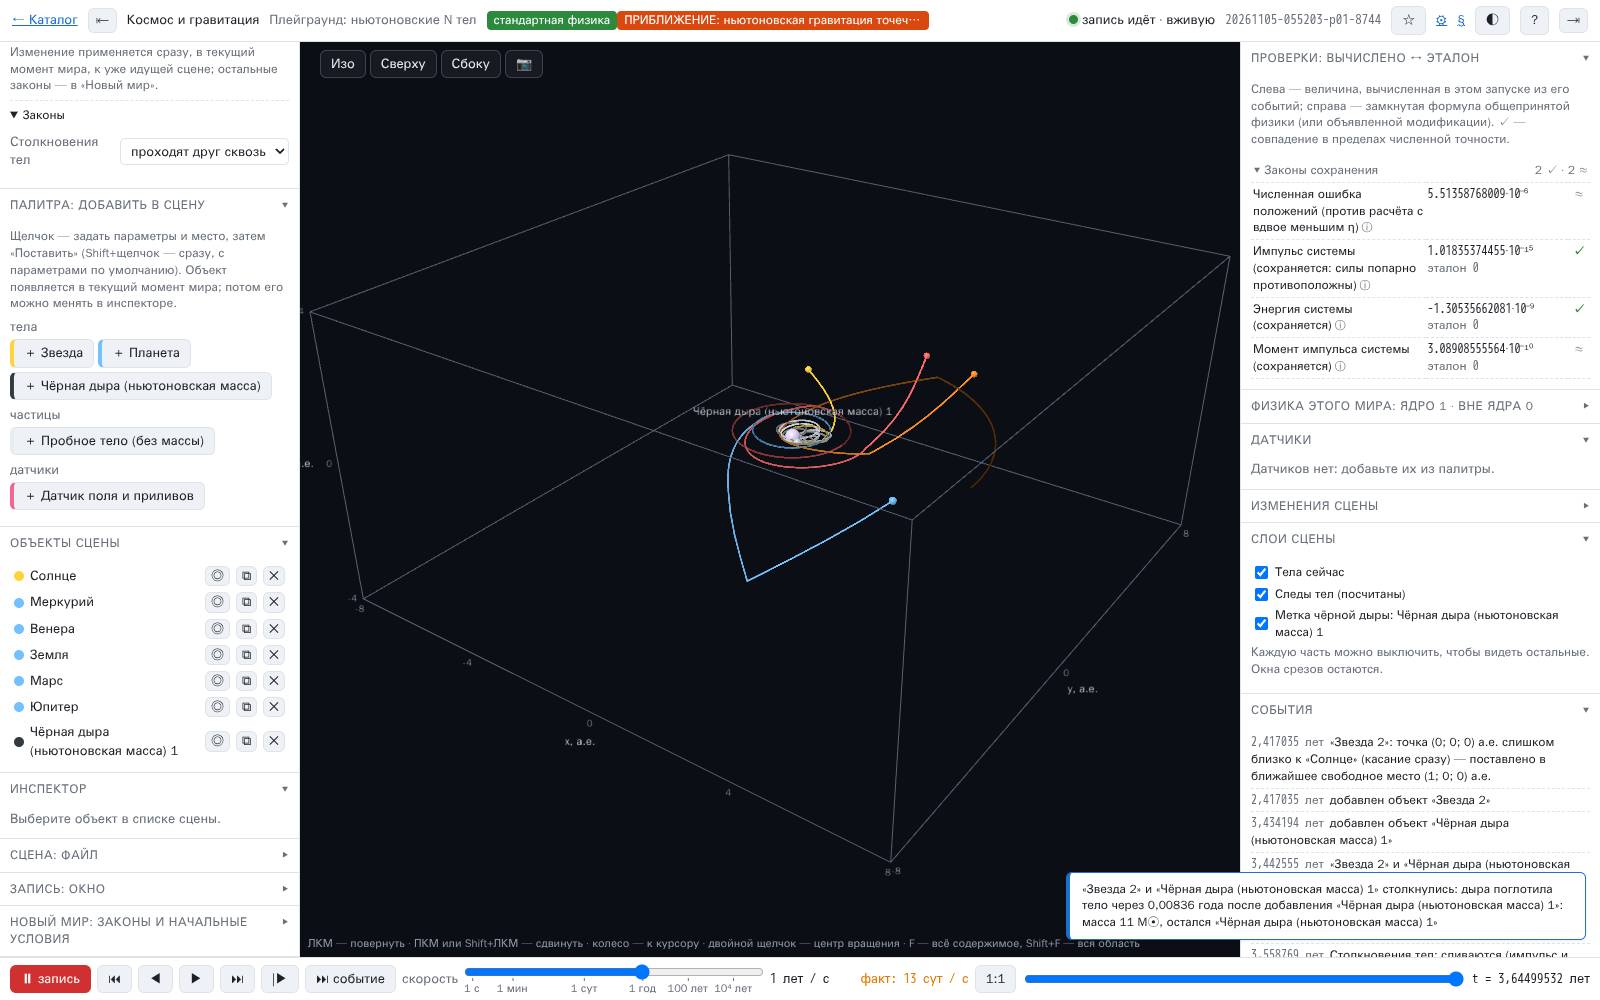 ← Каталог
Космос и гравитация
Плейграунд: ньютоновские N тел
стандартная физика
ПРИБЛИЖЕНИЕ: ньютоновская гравитация точеч…
запись идёт · вживую
20261105-055203-p01-8744
?
Изменение применяется сразу, в текущий
момент мира, к уже идущей сцене; остальные
законы — в «Новый мир».
▼ Законы
Столкновения
тел
проходят друг сквозь
ПАЛИТРА: ДОБАВИТЬ В СЦЕНУ
Щелчок — задать параметры и место, затем
«Поставить» (Shift+щелчок — сразу, с
параметрами по умолчанию). Объект
появляется в текущий момент мира; потом его
можно менять в инспекторе.
тела
+ Звезда
+ Планета
+ Чёрная дыра (ньютоновская масса)
частицы
+ Пробное тело (без массы)
датчики
+ Датчик поля и приливов
ОБЪЕКТЫ СЦЕНЫ
Солнце
Меркурий
Венера
Земля
Марс
Юпитер
Чёрная дыра
(ньютоновская масса) 1
ИНСПЕКТОР
Выберите объект в списке сцены.
СЦЕНА: ФАЙЛ
ЗАПИСЬ: ОКНО
НОВЫЙ МИР: ЗАКОНЫ И НАЧАЛЬНЫЕ
УСЛОВИЯ
Изо
Сверху
Сбоку
Чёрная дыра (ньютоновская масса) 1
4
.е. 0
-4
-8
-4
0
x, а.е.
4
8 8
0
y, а.е.
8
ЛКМ — повернуть · ПКМ или Shift+ЛКМ — сдвинуть · колесо — к курсору · двойной щелчок — центр вращения · F — всё содержимое, Shift+F — вся область
ПРОВЕРКИ: ВЫЧИСЛЕНО ↔ ЭТАЛОН
Слева — величина, вычисленная в этом запуске из его
событий; справа — замкнутая формула общепринятой
физики (или объявленной модификации). ✓ —
совпадение в пределах численной точности.
▼ Законы сохранения 2 ✓ · 2 ≈
Численная ошибка
положений (против расчёта с
вдвое меньшим η) ⓘ
5.51358768009·10⁻⁶ ≈
Импульс системы
(сохраняется: силы попарно
противоположны) ⓘ
1.01835374455·10⁻¹⁵ ✓
эталон 0
Энергия системы
(сохраняется) ⓘ
-1.30535662081·10⁻⁹ ✓
эталон 0
Момент импульса системы
(сохраняется) ⓘ
3.08908555564·10⁻¹⁰ ≈
эталон 0
ФИЗИКА ЭТОГО МИРА: ЯДРО 1 · ВНЕ ЯДРА 0
ДАТЧИКИ
Датчиков нет: добавьте их из палитры.
ИЗМЕНЕНИЯ СЦЕНЫ
СЛОИ СЦЕНЫ
Тела сейчас
Следы тел (посчитаны)
Метка чёрной дыры: Чёрная дыра (ньютоновская
масса) 1
Каждую часть можно выключить, чтобы видеть остальные.
Окна срезов остаются.
СОБЫТИЯ
2,417035 лет «Звезда 2»: точка (0; 0; 0) а.е. слишком
близко к «Солнце» (касание сразу) — поставлено в
ближайшее свободное место (1; 0; 0) а.е.
2,417035 лет добавлен объект «Звезда 2»
3,434194 лет добавлен объект «Чёрная дыра
(ньютоновская масса) 1»
3,442555 лет «Звезда 2» и «Чёрная дыра (ньютоновская
«Звезда 2» и «Чёрная дыра (ньютоновская масса) 1» столкнулись: дыра поглотила
тело через 0,00836 года после добавления «Чёрная дыра (ньютоновская масса) 1»:
масса 11 M☉, остался «Чёрная дыра (ньютоновская масса) 1»
3,558769 лет Столкновения тел: сливаются (импульс и
запись
событие
скорость
1 с
1 мин
1 сут
1 год
100 лет
10⁴ лет
1 лет / с
факт: 13 сут / с
1:1
t = 3,64499532 лет